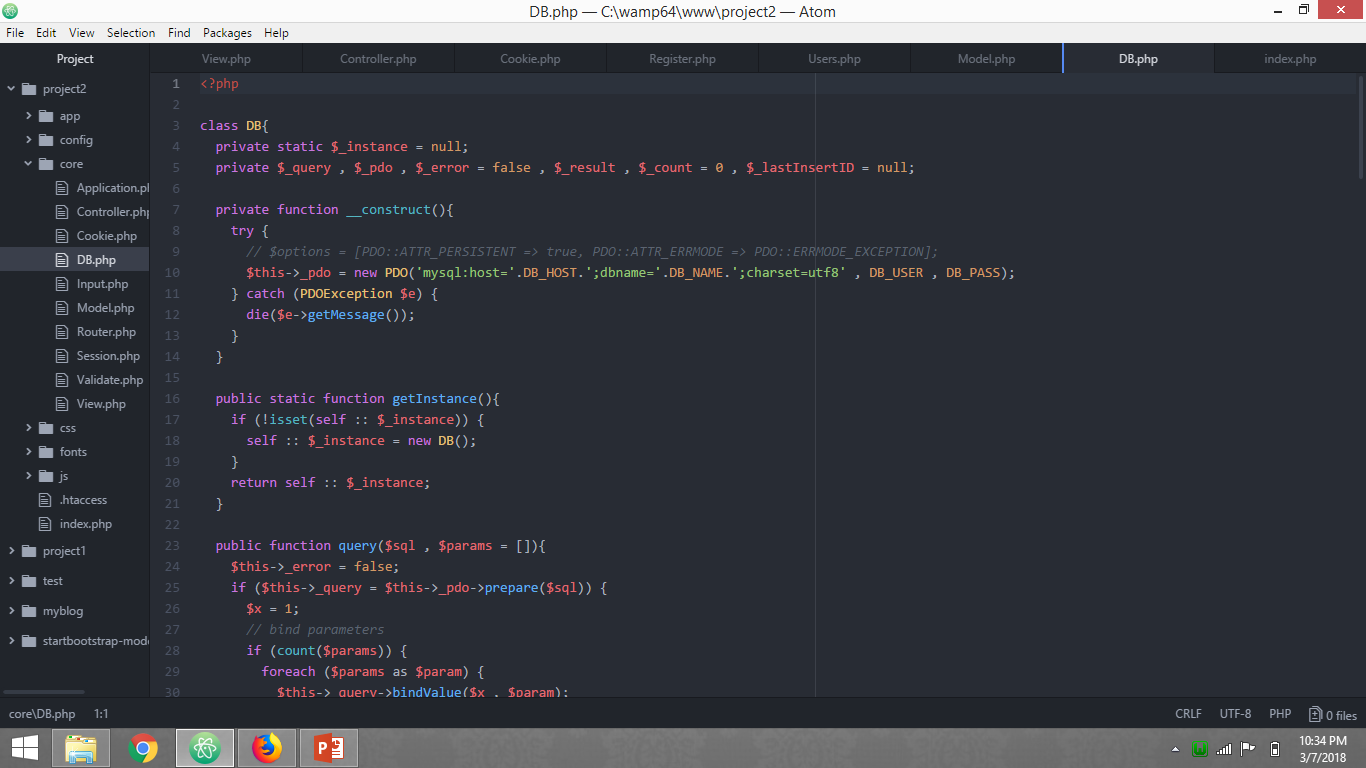 DB.php — C:\wamp64\www\project2 — Atom
File Edit View Selection Find Packages Help
Project
View.php Controller.php Cookie.php Register.php Users.php Model.php DB.php index.php
project2
app
config
core
Application.ph
Controller.php
Cookie.php
DB.php
Input.php
Model.php
Router.php
Session.php
Validate.php
View.php
css
fonts
js
.htaccess
index.php
project1
test
myblog
startbootstrap-mode
1 <?php
2
3 class DB{
4 private static $_instance = null;
5 private $_query , $_pdo , $_error = false , $_result , $_count = 0 , $_lastInsertID = null;
6
7 private function __construct(){
8 try {
9 // $options = [PDO::ATTR_PERSISTENT => true, PDO::ATTR_ERRMODE => PDO::ERRMODE_EXCEPTION];
10 $this->_pdo = new PDO('mysql:host='.DB_HOST.';dbname='.DB_NAME.';charset=utf8' , DB_USER , DB_PASS);
11 } catch (PDOException $e) {
12 die($e->getMessage());
13 }
14 }
15
16 public static function getInstance(){
17 if (!isset(self :: $_instance)) {
18 self :: $_instance = new DB();
19 }
20 return self :: $_instance;
21 }
22
23 public function query($sql , $params = []){
24 $this->_error = false;
25 if ($this->_query = $this->_pdo->prepare($sql)) {
26 $x = 1;
27 // bind parameters
28 if (count($params)) {
29 foreach ($params as $param) {
30 $this->_query->bindValue($x , $param);
core\DB.php 1:1 CRLF UTF-8 PHP 0 files
10:34 PM
3/7/2018